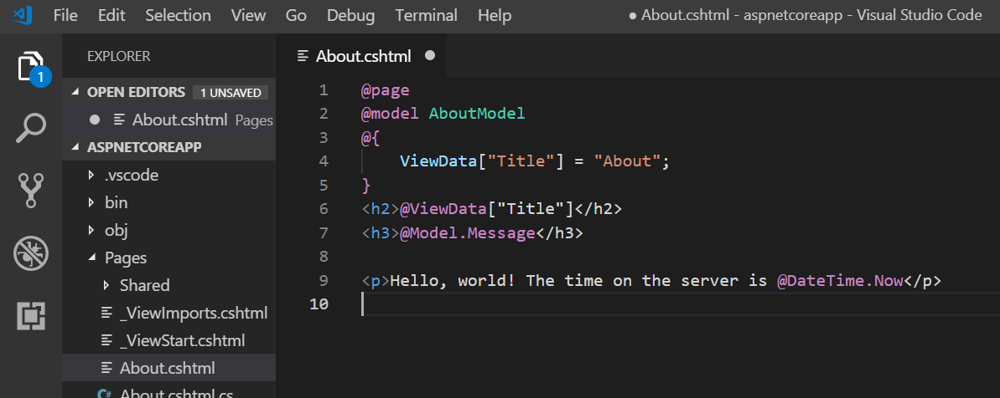 File Edit Selection View Go Debug Terminal Help ● About.cshtml - aspnetcoreapp - Visual Studio Code
1
EXPLORER
OPEN EDITORS 1 UNSAVED
About.cshtml Pages
ASPNETCOREAPP
.vscode
bin
obj
Pages
Shared
_ViewImports.cshtml
_ViewStart.cshtml
About.cshtml
C# About.cshtml.cs
About.cshtml ●
1 @page
2 @model AboutModel
3 @{
4     ViewData["Title"] = "About";
5 }
6 <h2>@ViewData["Title"]</h2>
7 <h3>@Model.Message</h3>
8
9 <p>Hello, world! The time on the server is @DateTime.Now</p>
10